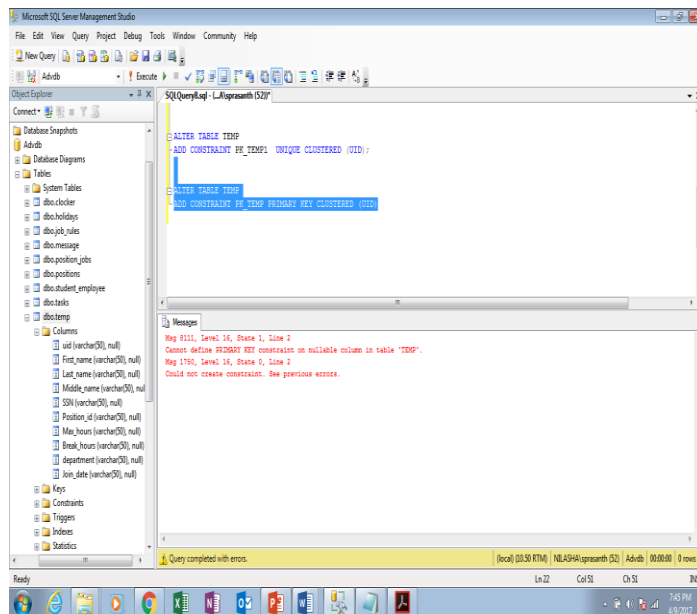 Microsoft SQL Server Management Studio
File Edit View Query Project Debug Tools Window Community Help
New Query
Advdb
Execute
Object Explorer
Connect
Database Snapshots
Advdb
Database Diagrams
Tables
System Tables
dbo.clocker
dbo.holidays
dbo.job_rules
dbo.message
dbo.position_jobs
dbo.positions
dbo.student_employee
dbo.tasks
dbo.temp
Columns
uid (varchar(50), null)
First_name (varchar(50), null)
Last_name (varchar(50), null)
Middle_name (varchar(50), nul
SSN (varchar(50), null)
Position_id (varchar(50), null)
Max_hours (varchar(50), null)
Break_hours (varchar(50), null)
department (varchar(50), null)
Join_date (varchar(50), null)
Keys
Constraints
Triggers
Indexes
Statistics
SQLQuery8.sql - (...A\sprasanth (52))*
ALTER TABLE TEMP
ADD CONSTRAINT PK_TEMP1 UNIQUE CLUSTERED (UID);
ALTER TABLE TEMP
ADD CONSTRAINT PK_TEMP PRIMARY KEY CLUSTERED (UID)
Messages
Msg 8111, Level 16, State 1, Line 2
Cannot define PRIMARY KEY constraint on nullable column in table 'TEMP'.
Msg 1750, Level 16, State 0, Line 2
Could not create constraint. See previous errors.
Query completed with errors.
(local) (10.50 RTM) NILASHA\sprasanth (52) Advdb 00:00:00 0 rows
Ready Ln 22 Col 51 Ch 51
7:45 PM